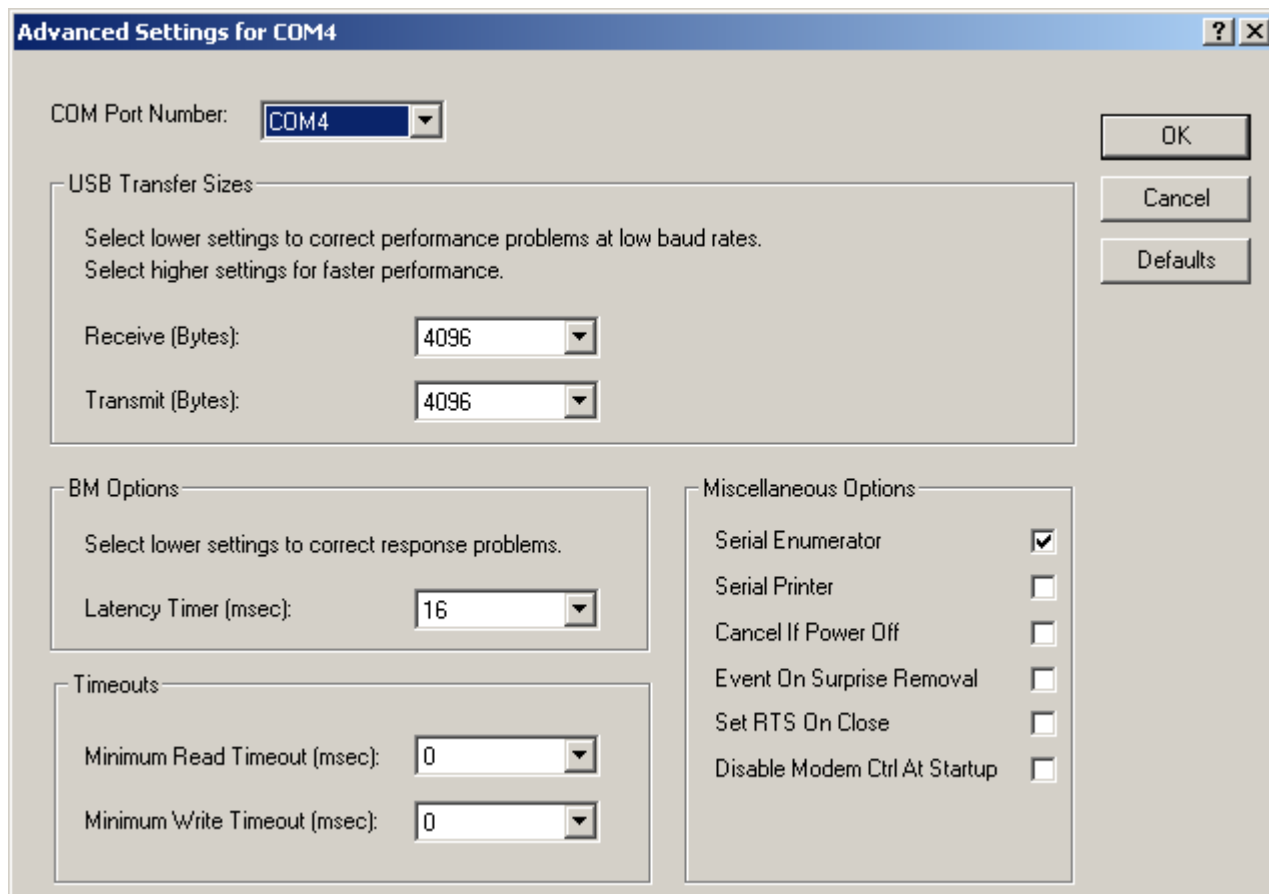 Advanced Settings for COM4
COM Port Number: COM4
OK
USB Transfer Sizes
Cancel
Select lower settings to correct performance problems at low baud rates.
Select higher settings for faster performance.
Defaults
Receive (Bytes): 4096
Transmit (Bytes): 4096
BM Options
Select lower settings to correct response problems.
Latency Timer (msec): 16
Timeouts
Minimum Read Timeout (msec): 0
Minimum Write Timeout (msec): 0
Miscellaneous Options
Serial Enumerator
Serial Printer
Cancel If Power Off
Event On Surprise Removal
Set RTS On Close
Disable Modem Ctrl At Startup